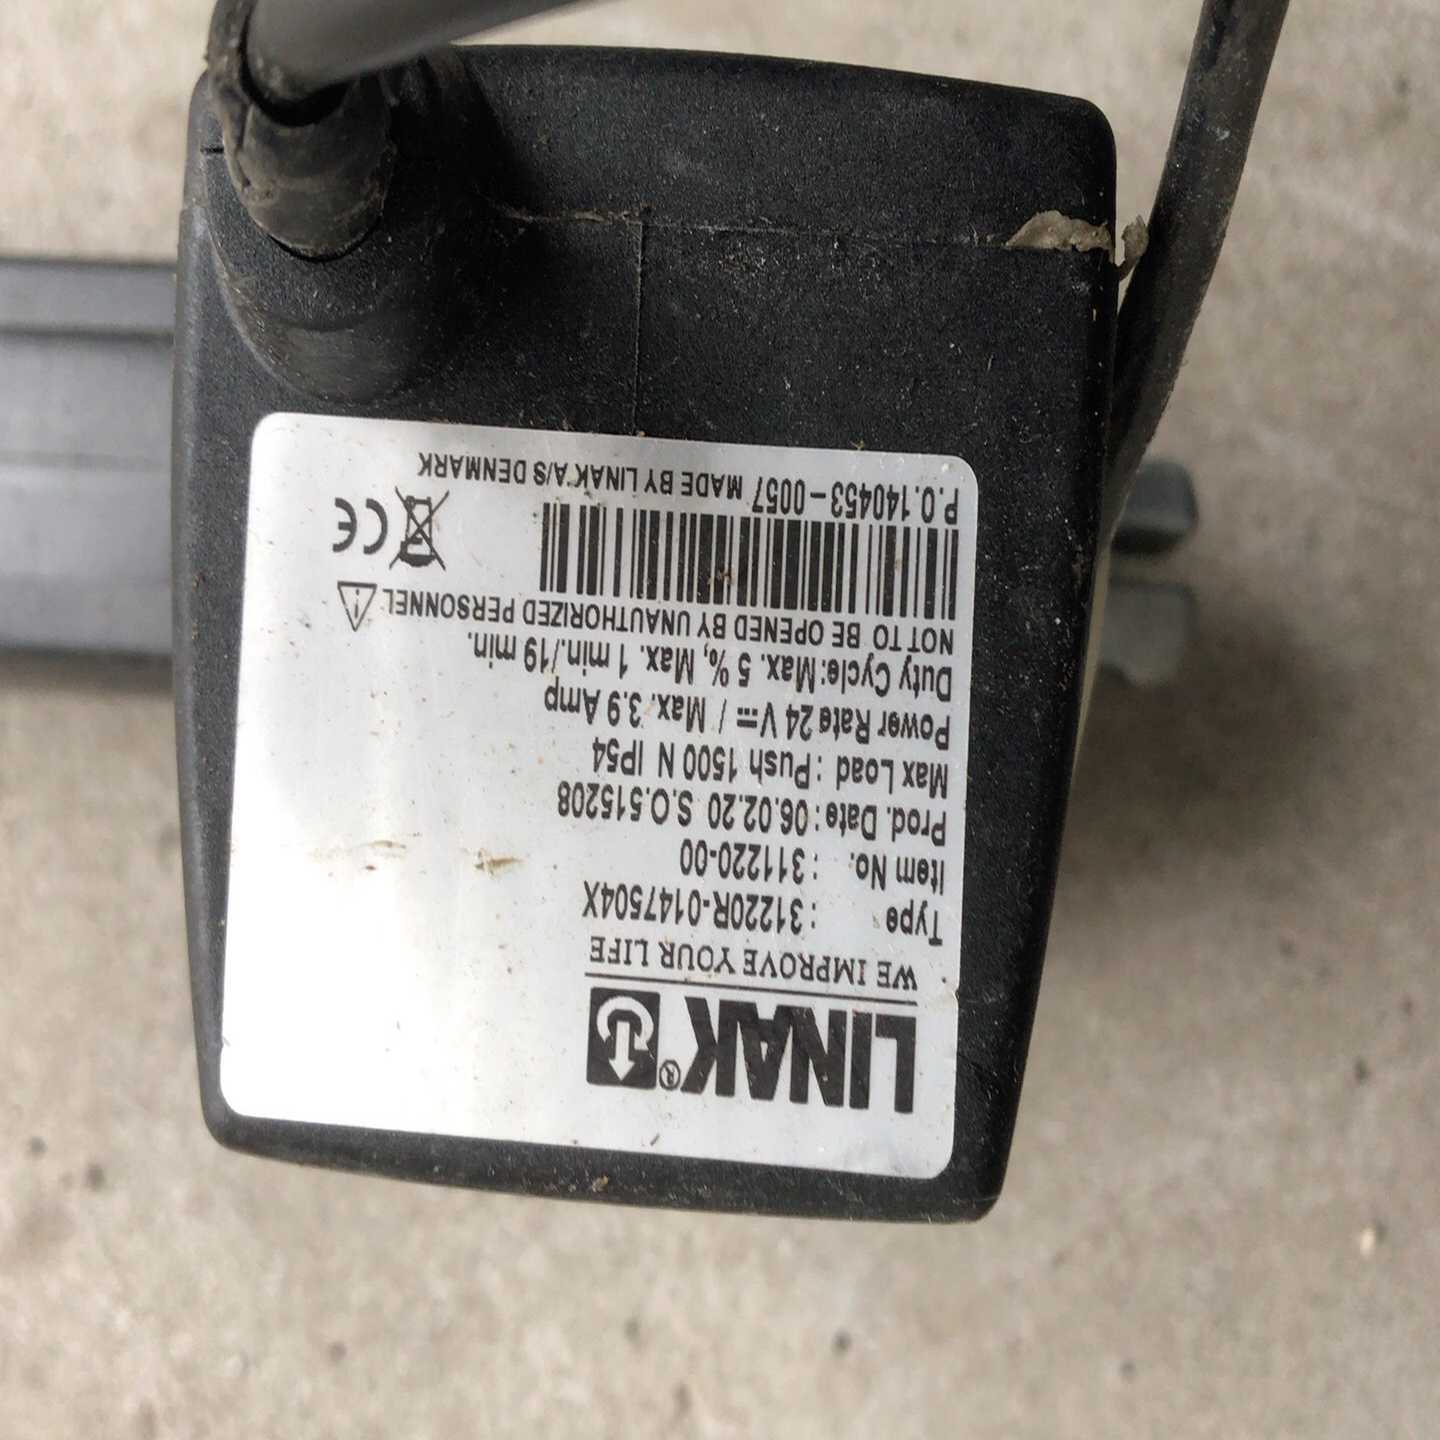 LINAK®
WE IMPROVE YOUR LIFE
Type : 31220R-0147504X
Item No. : 311220-00
Prod. Date : 06.02.20 S.O.515208
Max Load : Push 1500 N IP54
Power Rate 24 V⎓ / Max. 3.9 Amp
Duty Cycle: Max. 5 %, Max. 1 min./19 min.
NOT TO BE OPENED BY UNAUTHORIZED PERSONNEL
CE
P.O.140453-0057 MADE BY LINAK A/S DENMARK